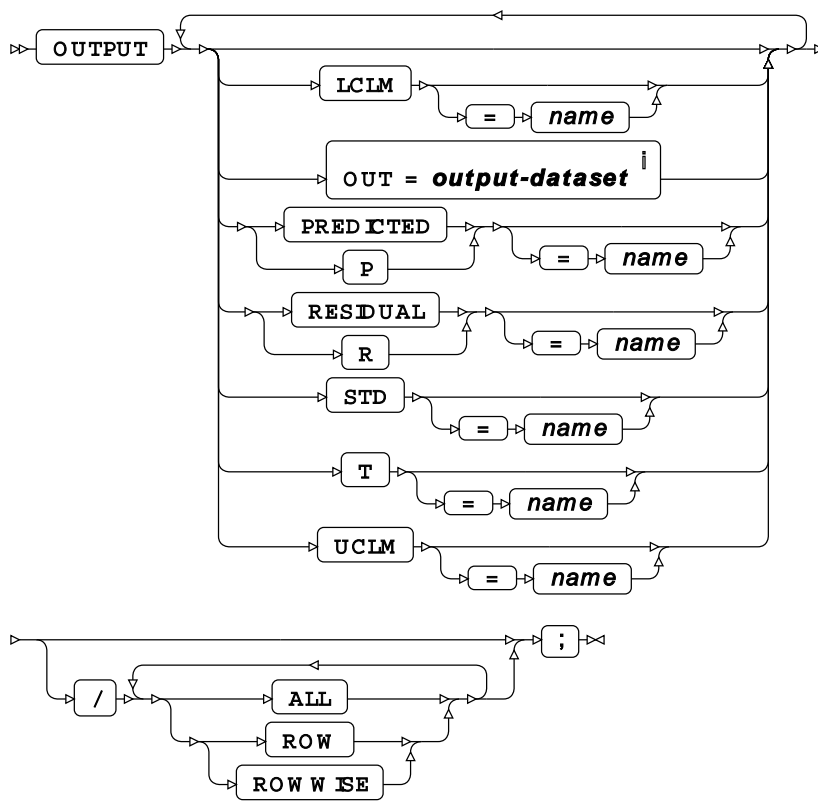 OUTPUT
LCLM
= name
OUT = output-dataset i
PREDICTED
= name
P
RESIDUAL
= name
R
STD
= name
T
= name
UCLM
= name
;
/
ALL
ROW
ROWWISE